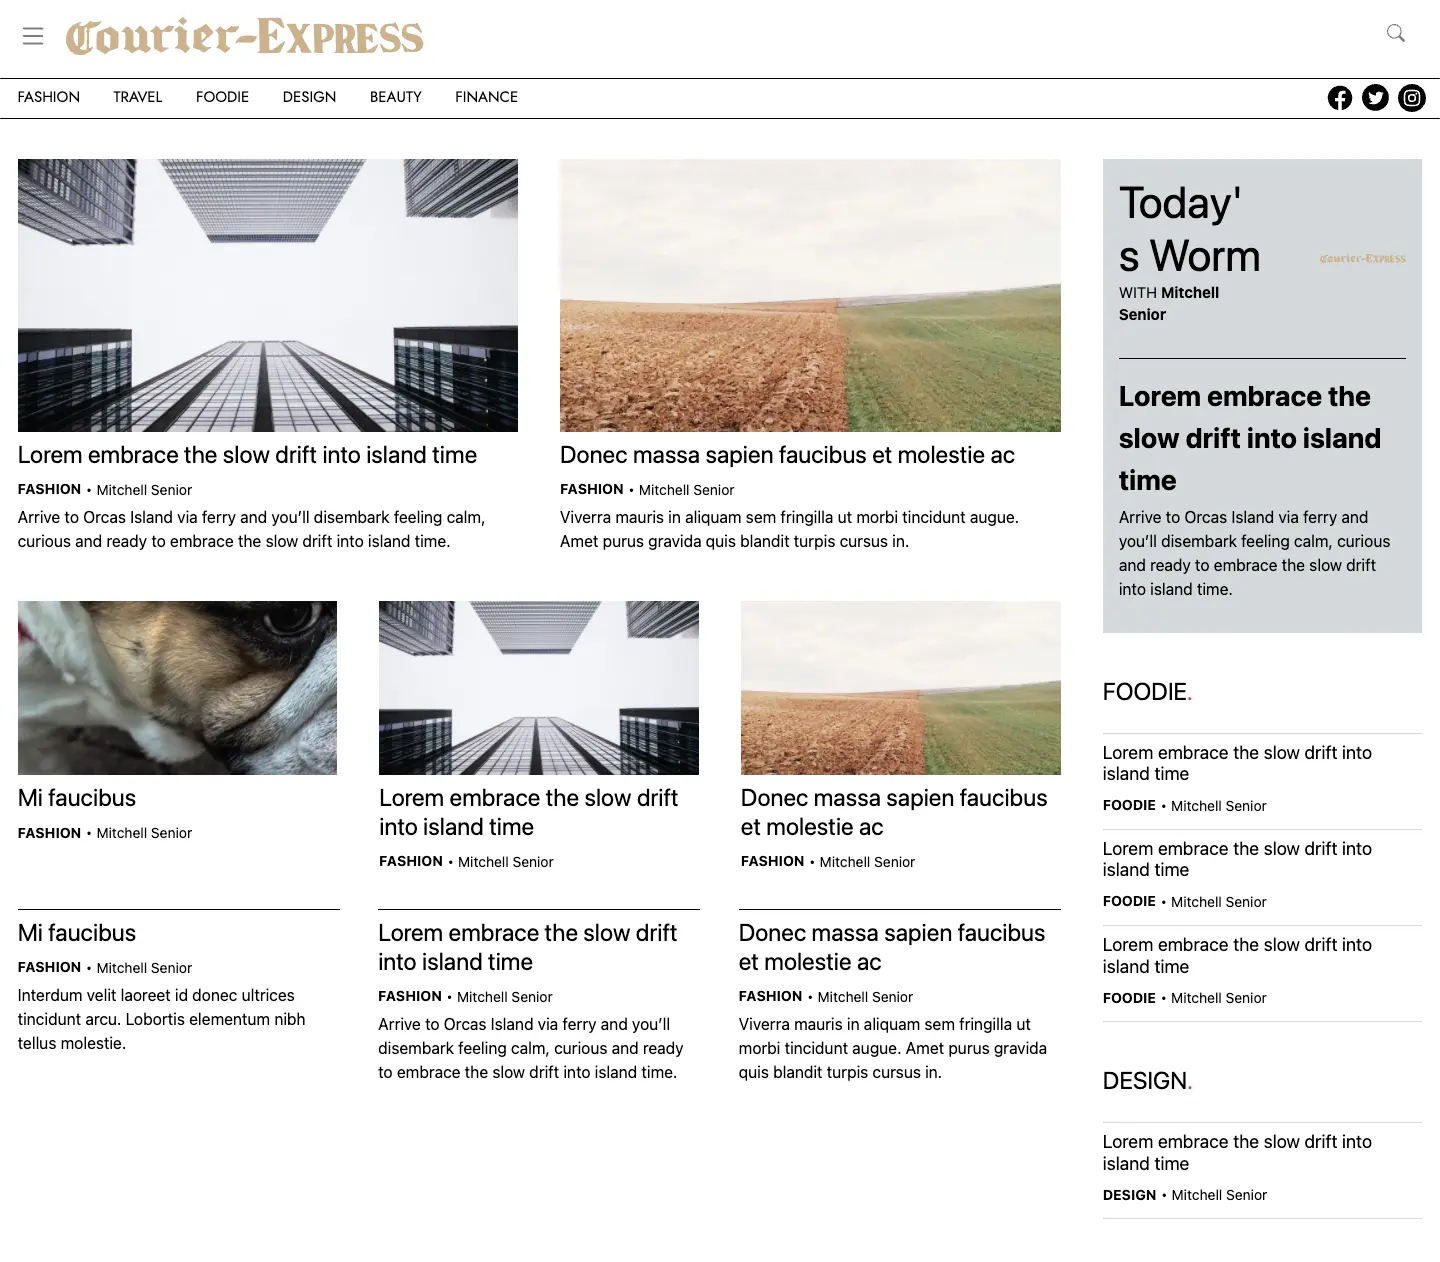 Courier-Express
FASHION TRAVEL FOODIE DESIGN BEAUTY FINANCE
Lorem embrace the slow drift into island time
FASHION • Mitchell Senior
Arrive to Orcas Island via ferry and you’ll disembark feeling calm,
curious and ready to embrace the slow drift into island time.
Donec massa sapien faucibus et molestie ac
FASHION • Mitchell Senior
Viverra mauris in aliquam sem fringilla ut morbi tincidunt augue.
Amet purus gravida quis blandit turpis cursus in.
Mi faucibus
FASHION • Mitchell Senior
Lorem embrace the slow drift
into island time
FASHION • Mitchell Senior
Donec massa sapien faucibus
et molestie ac
FASHION • Mitchell Senior
Mi faucibus
FASHION • Mitchell Senior
Interdum velit laoreet id donec ultrices
tincidunt arcu. Lobortis elementum nibh
tellus molestie.
Lorem embrace the slow drift
into island time
FASHION • Mitchell Senior
Arrive to Orcas Island via ferry and you’ll
disembark feeling calm, curious and ready
to embrace the slow drift into island time.
Donec massa sapien faucibus
et molestie ac
FASHION • Mitchell Senior
Viverra mauris in aliquam sem fringilla ut
morbi tincidunt augue. Amet purus gravida
quis blandit turpis cursus in.
Today'
s Worm
WITH Mitchell
Senior
Courier-Express
Lorem embrace the
slow drift into island
time
Arrive to Orcas Island via ferry and
you’ll disembark feeling calm, curious
and ready to embrace the slow drift
into island time.
FOODIE.
Lorem embrace the slow drift into
island time
FOODIE • Mitchell Senior
Lorem embrace the slow drift into
island time
FOODIE • Mitchell Senior
Lorem embrace the slow drift into
island time
FOODIE • Mitchell Senior
DESIGN.
Lorem embrace the slow drift into
island time
DESIGN • Mitchell Senior